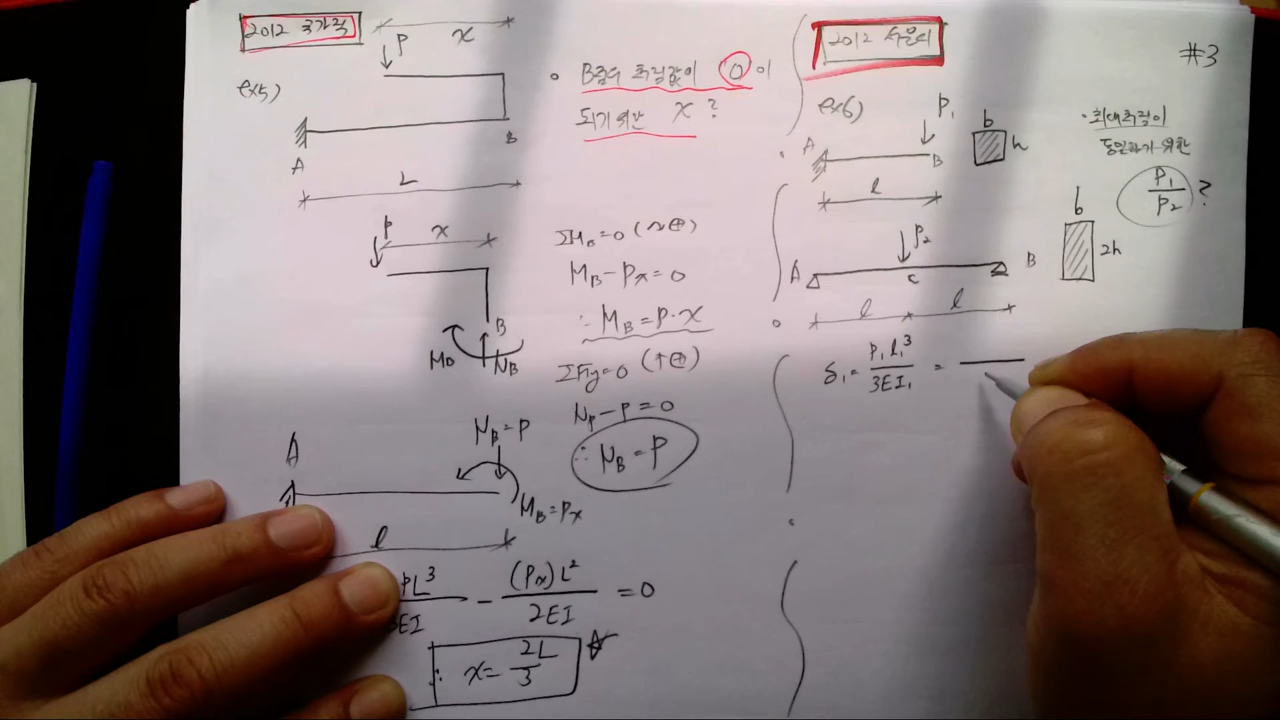 2012 국가직
x
P
ex5)
B
A
L
• B점의 처짐값이 0이
되기 위한 x ?
P
x
B
N_B
ΣM_B=0 (↷⊕)
M_B-Px=0
∴ M_B=P·x
ΣFy=0 (↑⊕)
-P=0
∴ N_B=P
A
N_B=P
M_B=Px
l
PL³/3EI - (Px)L²/2EI =0
∴ x= 2L/3
2012 서울시
#3
ex6)
P₁
b
h
A
B
l
• 최대처짐이
동일하기 위한
P₁/P₂ ?
P₂
b
2h
A
C
B
l
l
δ₁= P₁l₁³/3EI₁ =